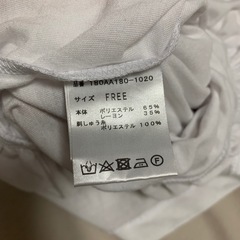 品番 160AA180-1020
サイズ FREE
本体 ポリエステル 65%
レーヨン 35%
刺しゅう糸
ポリエステル 100%